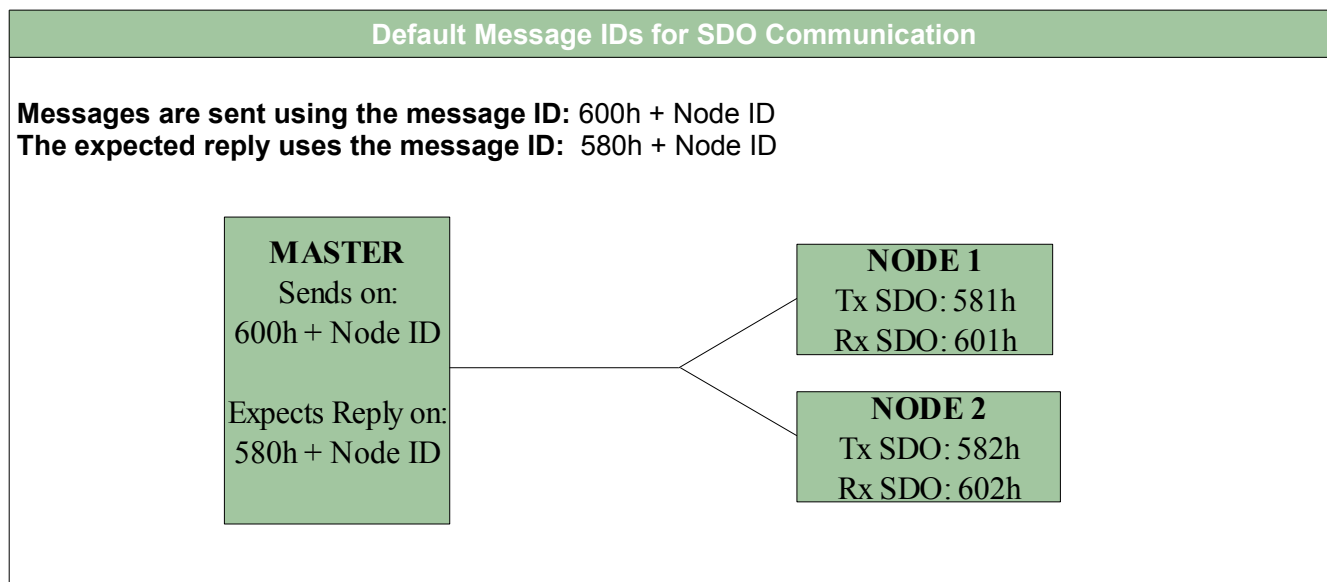 Default Message IDs for SDO Communication
Messages are sent using the message ID: 600h + Node ID
The expected reply uses the message ID: 580h + Node ID
MASTER
Sends on:
600h + Node ID
Expects Reply on:
580h + Node ID
NODE 1
Tx SDO: 581h
Rx SDO: 601h
NODE 2
Tx SDO: 582h
Rx SDO: 602h